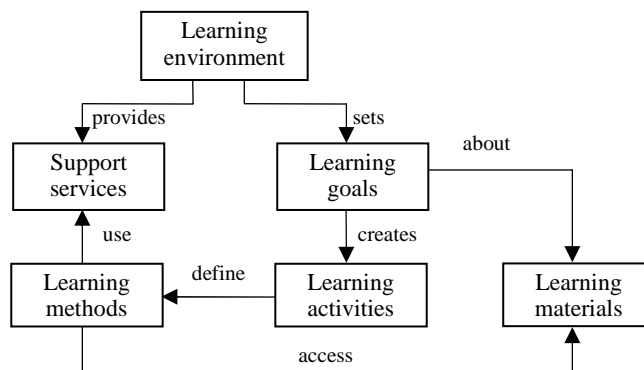 Learning
environment
provides
sets
Support
services
Learning
goals
about
use
creates
Learning
methods
define
Learning
activities
Learning
materials
access